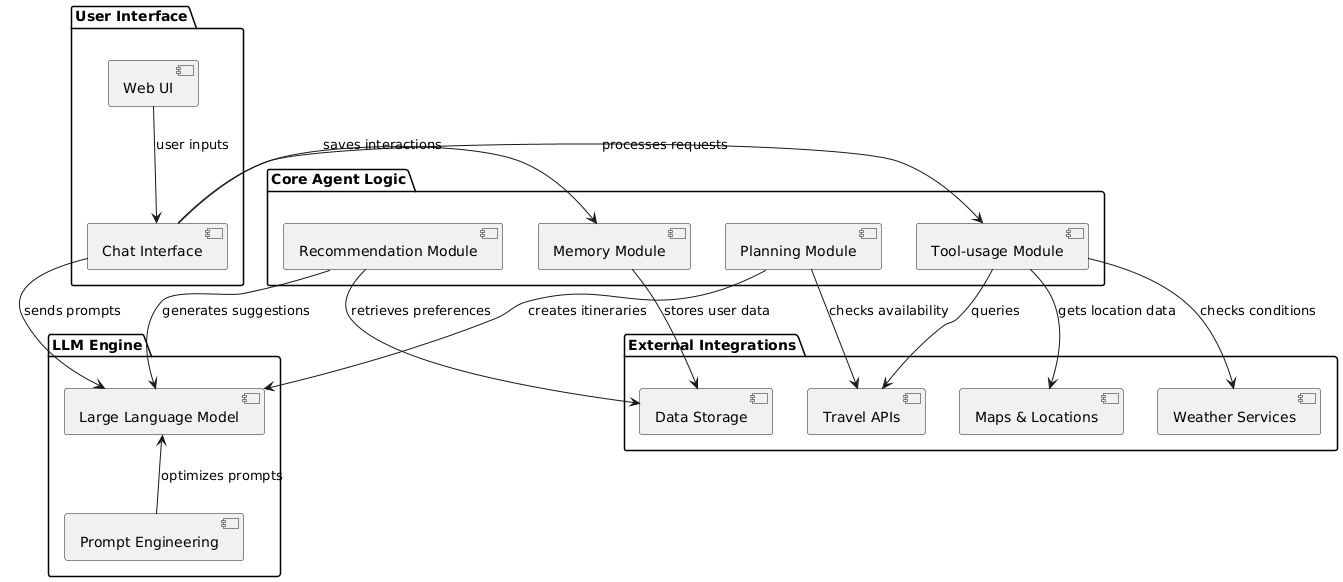 User Interface
Web UI
user inputs
saves interactions
processes requests
Core Agent Logic
Chat Interface
Recommendation Module
Memory Module
Planning Module
Tool-usage Module
sends prompts
generates suggestions
retrieves preferences
creates itineraries
stores user data
checks availability
queries
gets location data
checks conditions
LLM Engine
External Integrations
Large Language Model
Data Storage
Travel APIs
Maps & Locations
Weather Services
optimizes prompts
Prompt Engineering